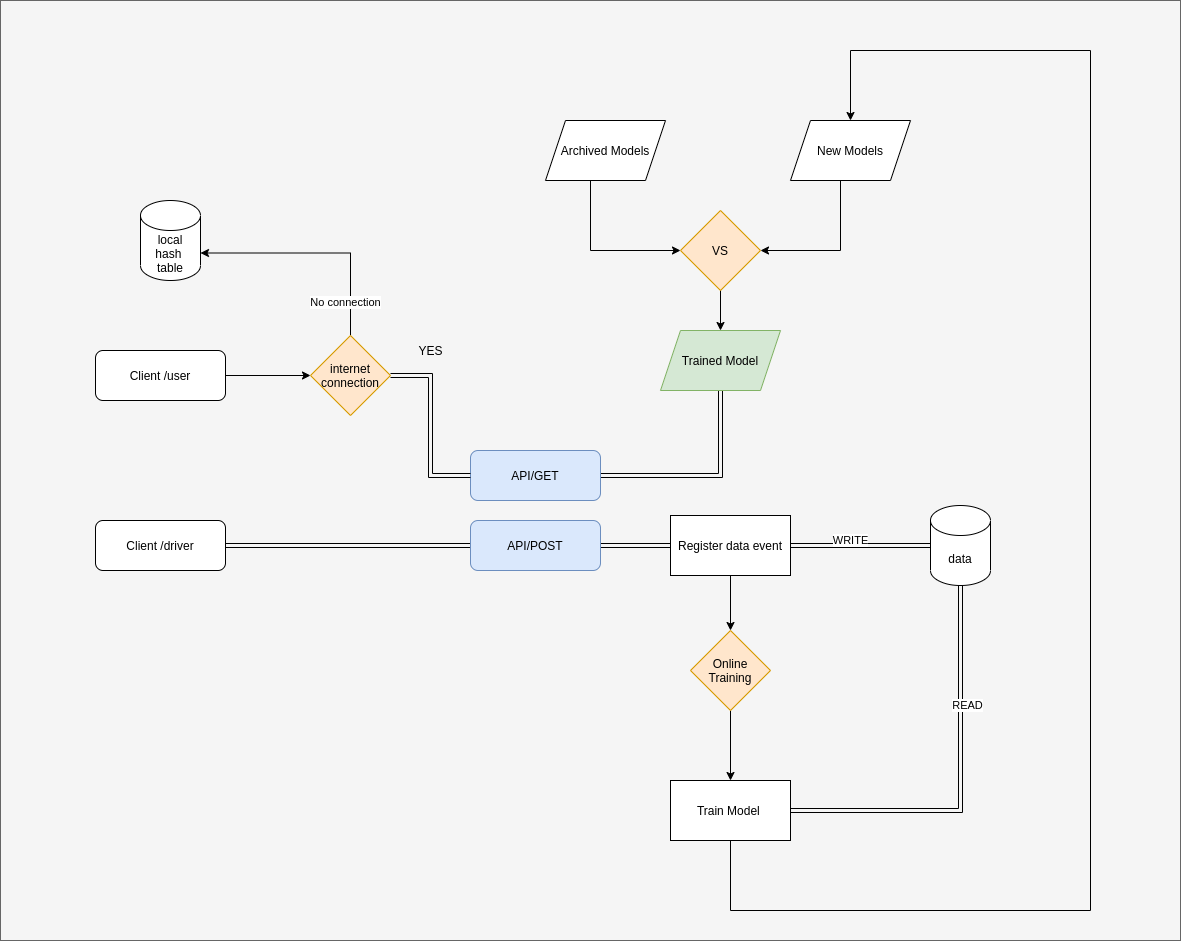 Archived Models
New Models
VS
local
hash
table
No connection
YES
Trained Model
Client /user
internet
connection
API/GET
Client /driver
API/POST
Register data event
WRITE
data
Online
Training
READ
Train Model